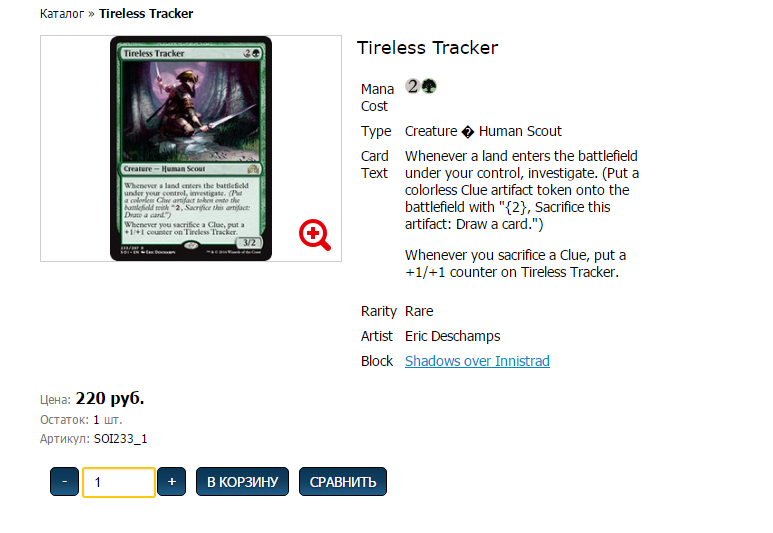 Каталог » Tireless Tracker
Tireless Tracker
Tireless Tracker 2
Creature — Human Scout
Whenever a land enters the battlefield
under your control, investigate. (Put
a colorless Clue artifact token onto the
battlefield with "2, Sacrifice this artifact:
Draw a card.")
Whenever you sacrifice a Clue, put a
+1/+1 counter on Tireless Tracker.
3/2
Mana Cost 2
Type Creature � Human Scout
Card Text
Whenever a land enters the battlefield
under your control, investigate. (Put a
colorless Clue artifact token onto the
battlefield with "{2}, Sacrifice this
artifact: Draw a card.")
Whenever you sacrifice a Clue, put a
+1/+1 counter on Tireless Tracker.
Rarity Rare
Artist Eric Deschamps
Block Shadows over Innistrad
Цена: 220 руб.
Остаток: 1 шт.
Артикул: SOI233_1
- 1 + В КОРЗИНУ СРАВНИТЬ